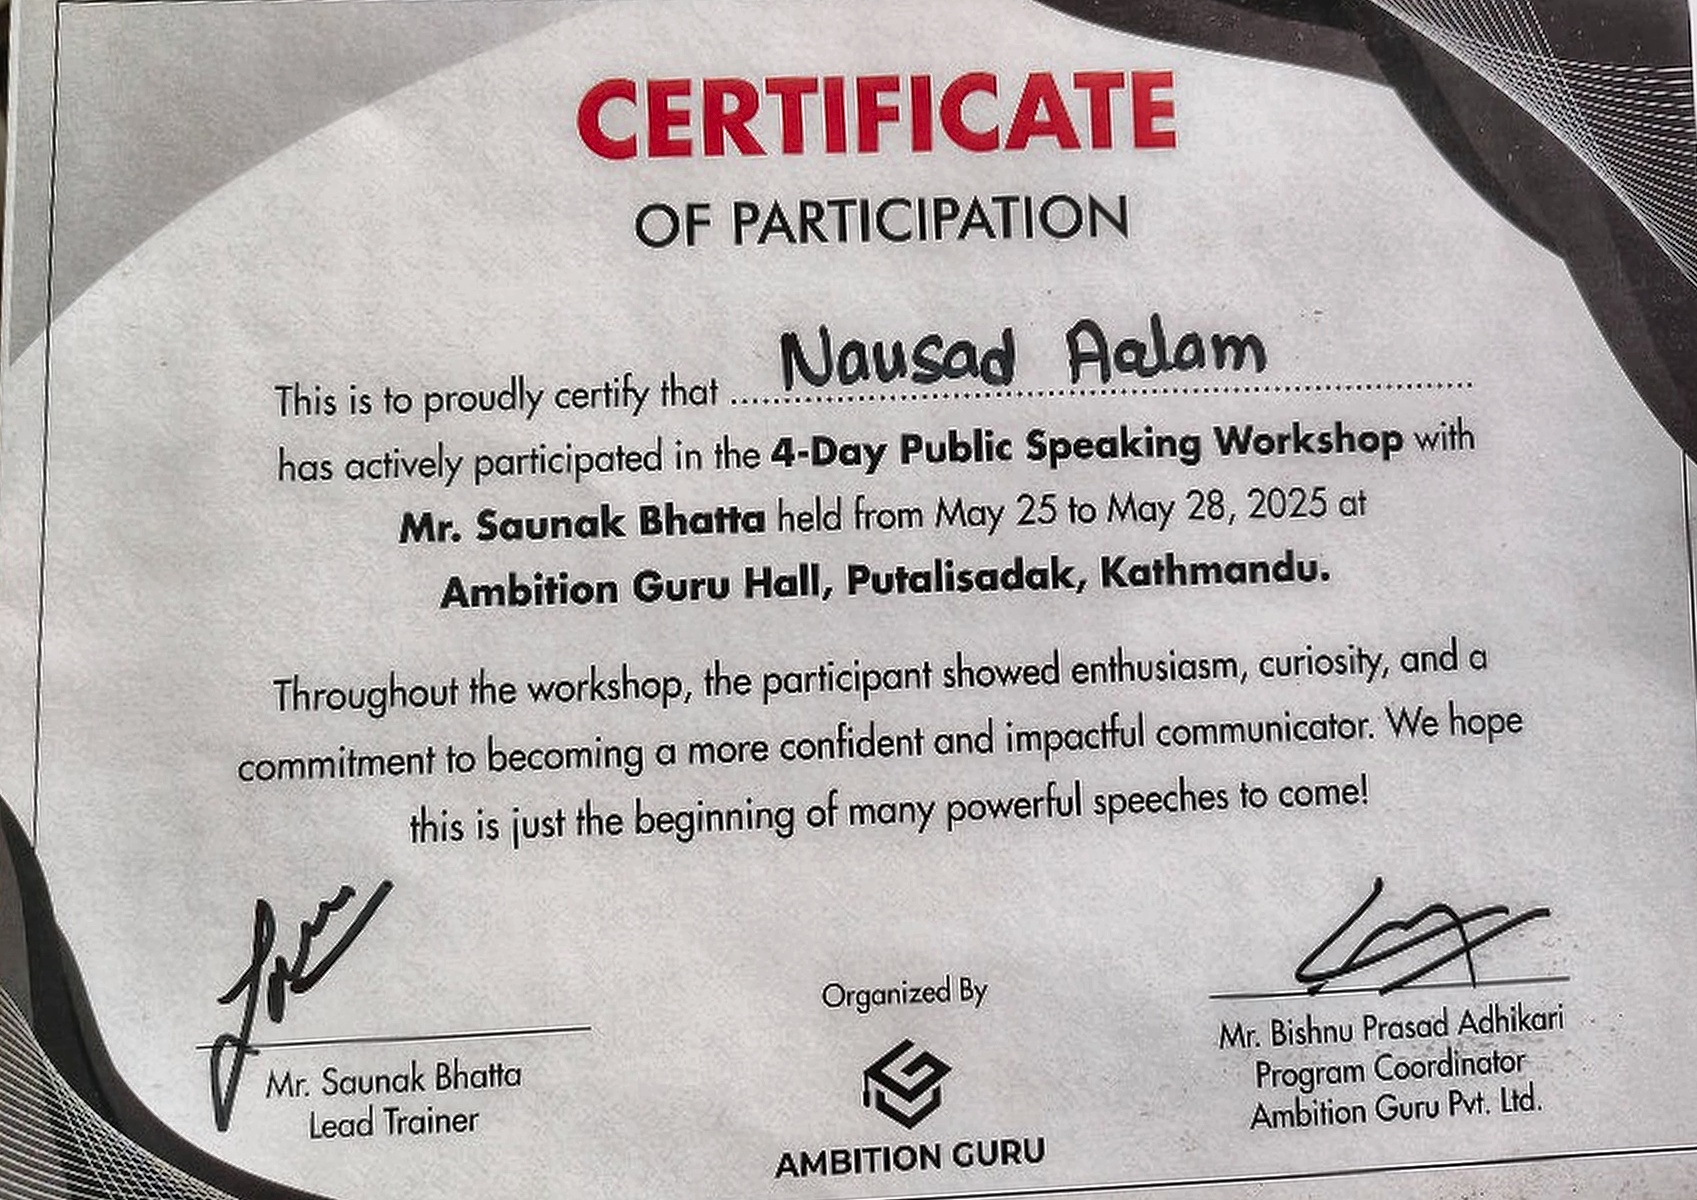 CERTIFICATE
OF PARTICIPATION
This is to proudly certify that Nausad Aalam
has actively participated in the 4-Day Public Speaking Workshop with
Mr. Saunak Bhatta held from May 25 to May 28, 2025 at
Ambition Guru Hall, Putalisadak, Kathmandu.
Throughout the workshop, the participant showed enthusiasm, curiosity, and a
commitment to becoming a more confident and impactful communicator. We hope
this is just the beginning of many powerful speeches to come!
Mr. Saunak Bhatta
Lead Trainer
Organized By
AMBITION GURU
Mr. Bishnu Prasad Adhikari
Program Coordinator
Ambition Guru Pvt. Ltd.